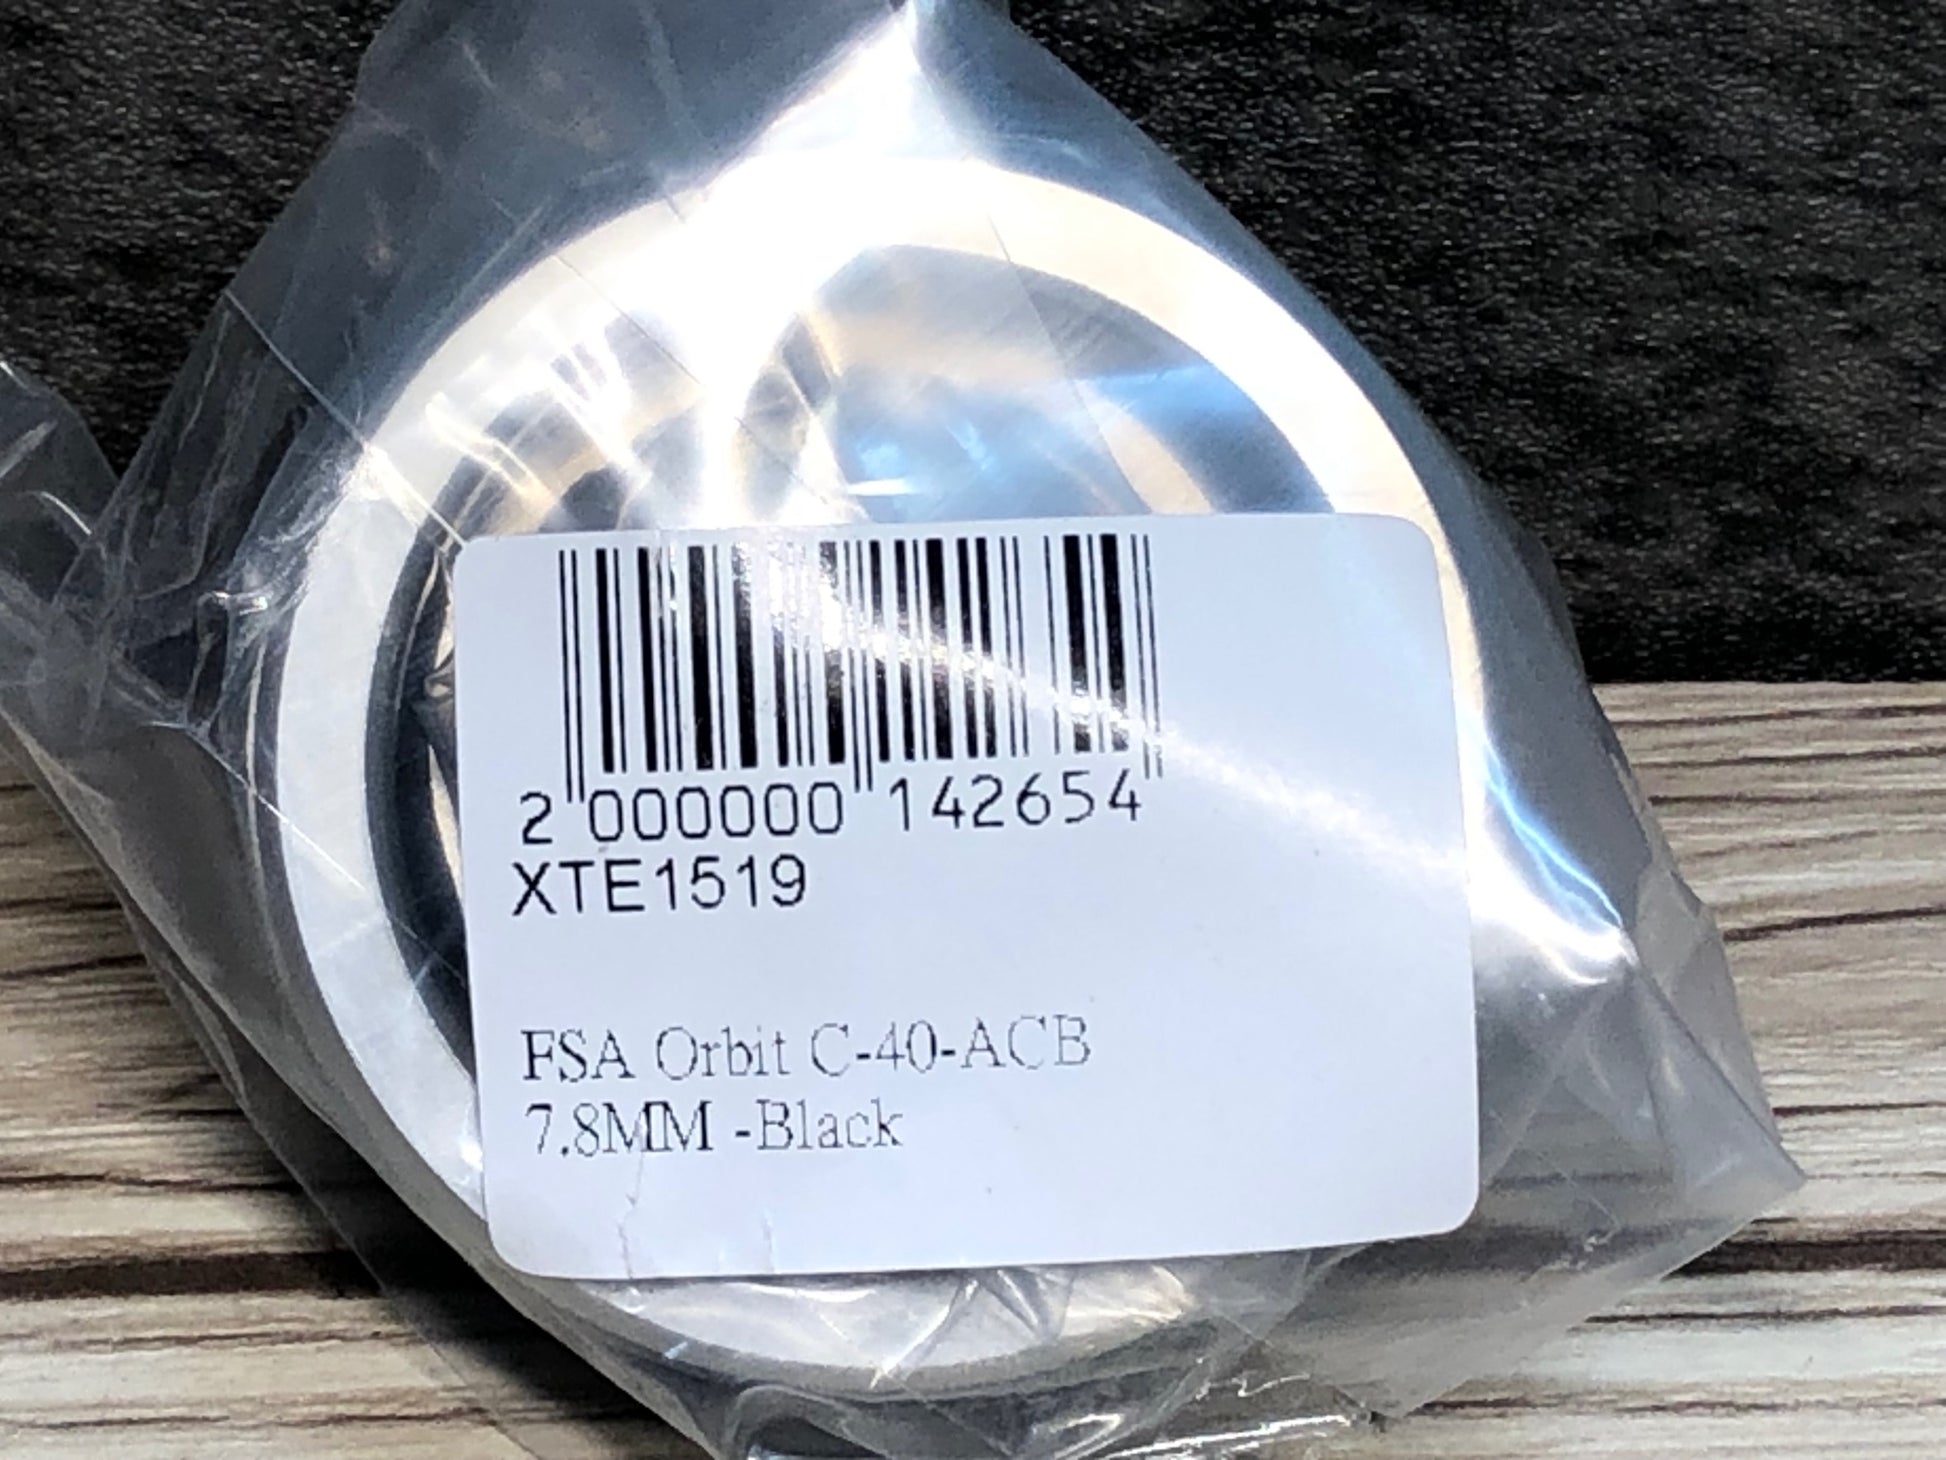 2 000000 142654
XTE1519
FSA Orbit C-40-ACB
7.8MM -Black